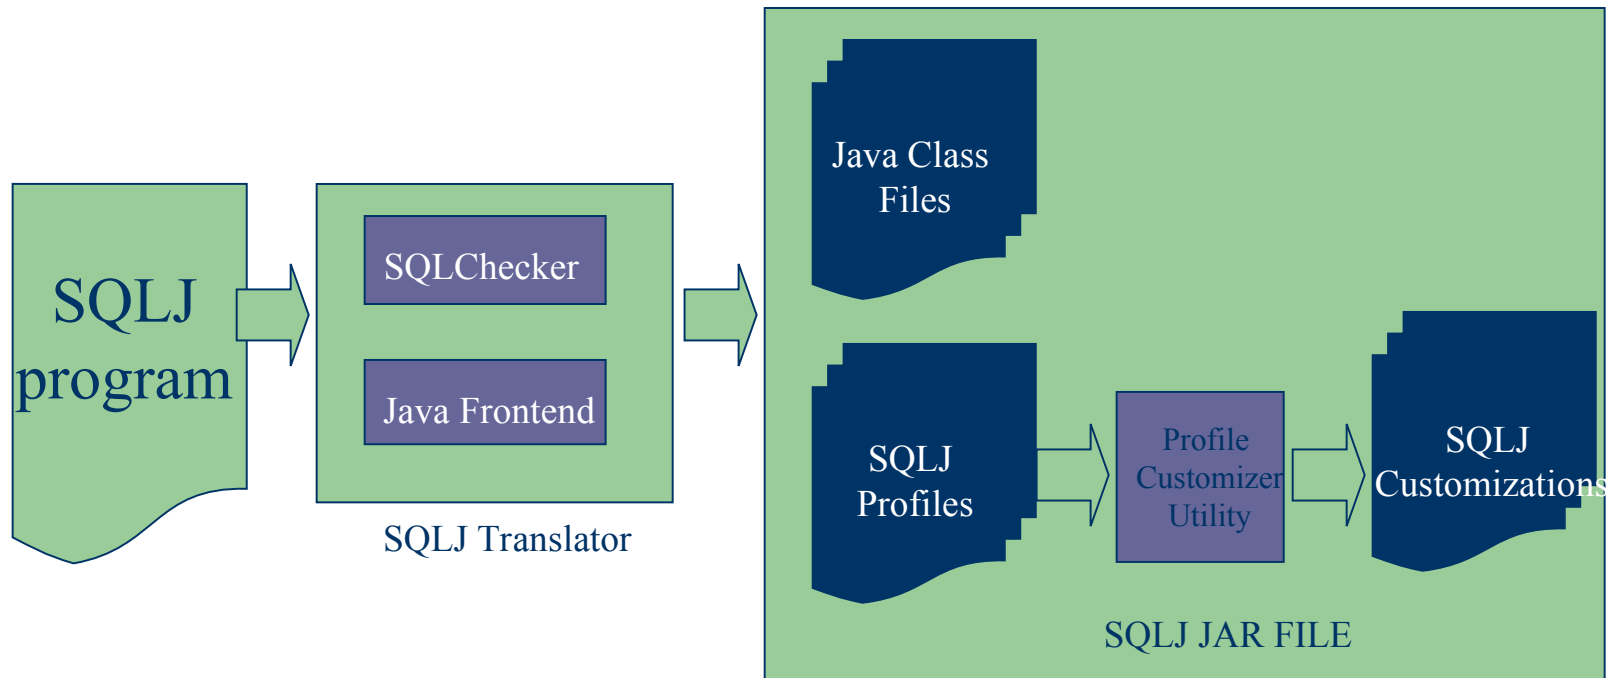 SQLJ
program
SQLChecker
Java Frontend
SQLJ Translator
Java Class
Files
SQLJ
Profiles
Profile
Customizer
Utility
SQLJ
Customizations
SQLJ JAR FILE